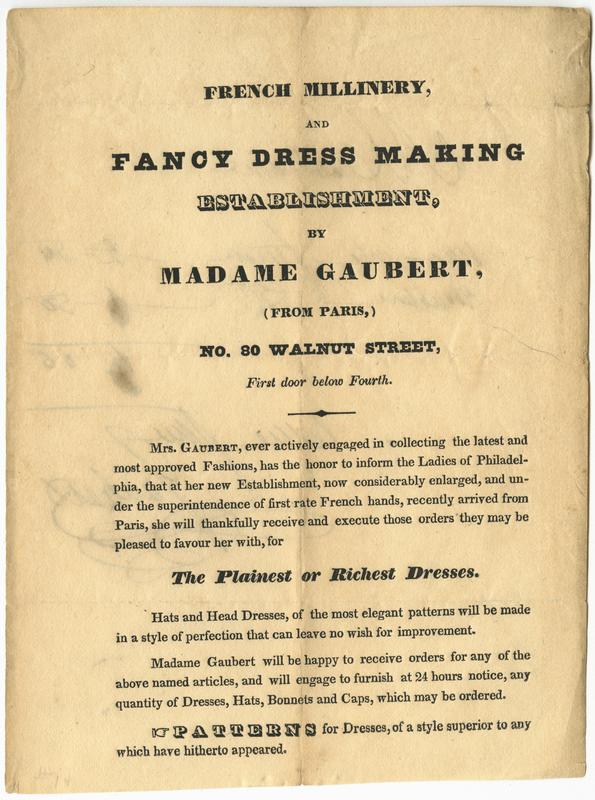 FRENCH MILLINERY,
AND
FANCY DRESS MAKING
ESTABLISHMENT,
BY
MADAME GAUBERT,
(FROM PARIS,)
NO. 80 WALNUT STREET,
First door below Fourth.
Mrs. GAUBERT, ever actively engaged in collecting the latest and
most approved Fashions, has the honor to inform the Ladies of Philadel-
phia, that at her new Establishment, now considerably enlarged, and un-
der the superintendence of first rate French hands, recently arrived from
Paris, she will thankfully receive and execute those orders they may be
pleased to favour her with, for
The Plainest or Richest Dresses.
Hats and Head Dresses, of the most elegant patterns will be made
in a style of perfection that can leave no wish for improvement.
Madame Gaubert will be happy to receive orders for any of the
above named articles, and will engage to furnish at 24 hours notice, any
quantity of Dresses, Hats, Bonnets and Caps, which may be ordered.
☞PATTERNS for Dresses, of a style superior to any
which have hitherto appeared.